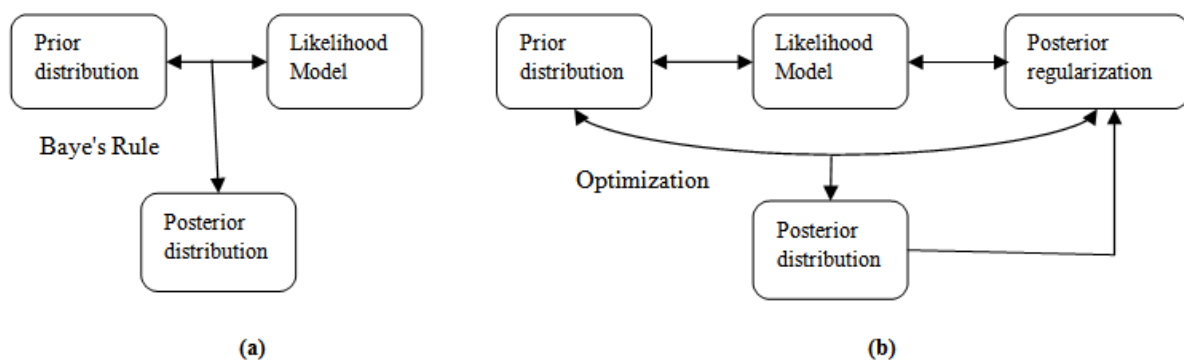 Prior
distribution
Likelihood
Model
Baye's Rule
Posterior
distribution
(a)
Prior
distribution
Likelihood
Model
Posterior
regularization
Optimization
Posterior
distribution
(b)